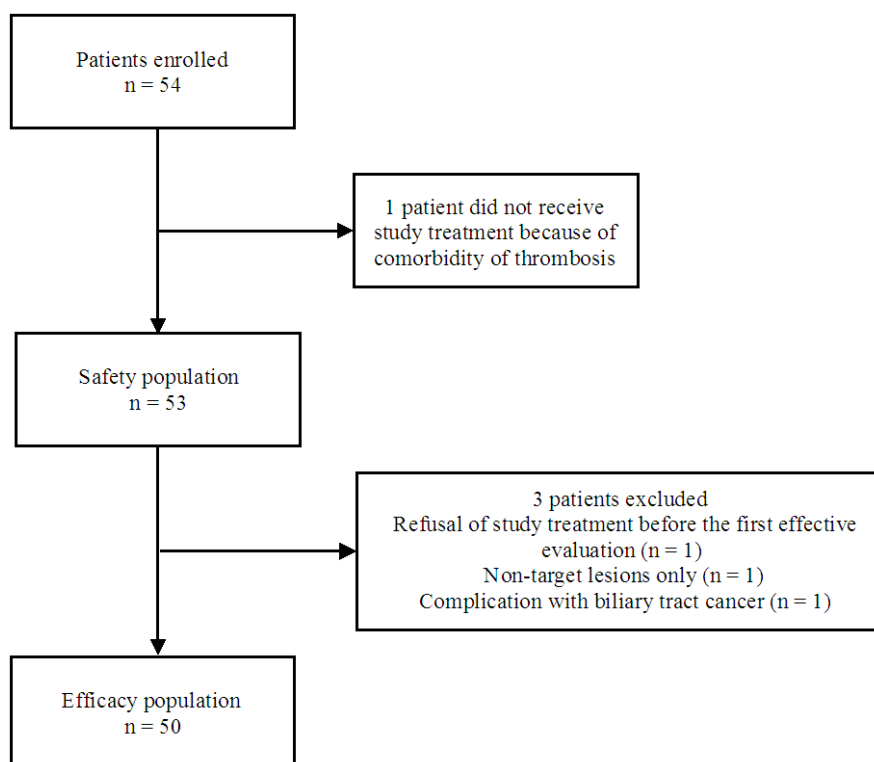 Patients enrolled
n = 54
1 patient did not receive
study treatment because of
comorbidity of thrombosis
Safety population
n = 53
3 patients excluded
Refusal of study treatment before the first effective
evaluation (n = 1)
Non-target lesions only (n = 1)
Complication with biliary tract cancer (n = 1)
Efficacy population
n = 50